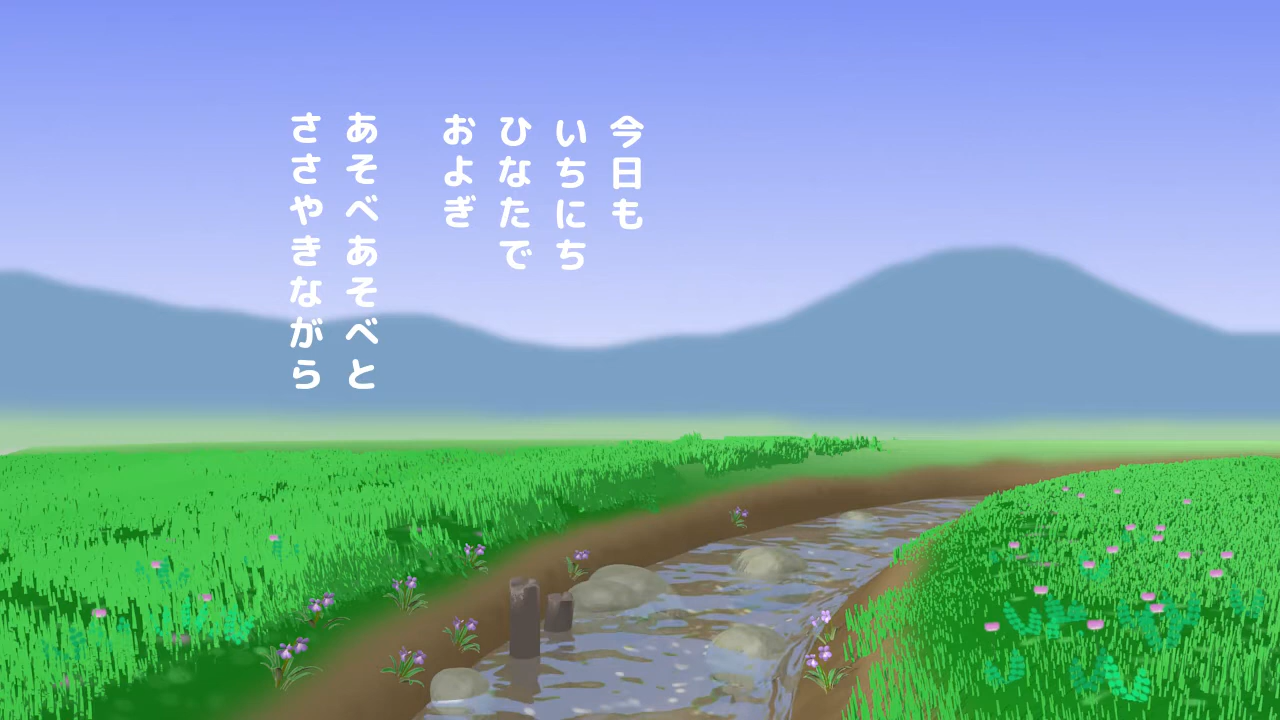 今日も
いちにち
ひなたで
およぎ
あそべあそべと
ささやきながら